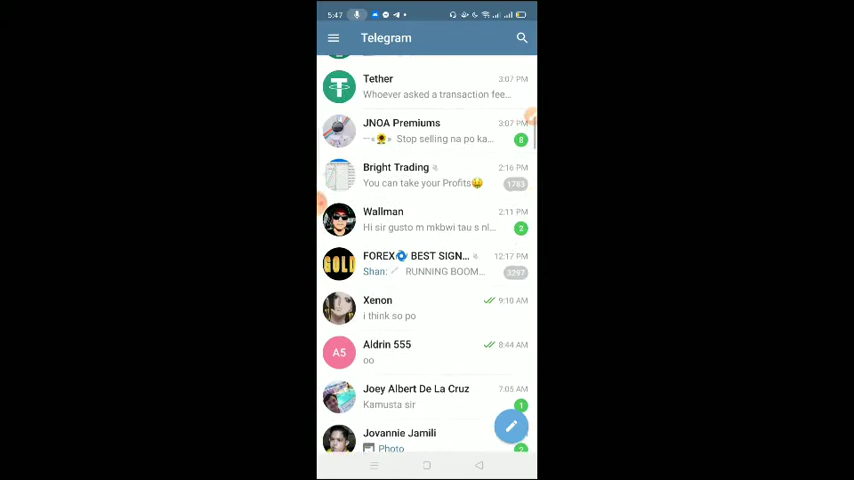 5:47
Telegram
Tether 3:07 PM
Whoever asked a transaction fee...
JNOA Premiums 3:07 PM
Stop selling na po ka... 8
Bright Trading 2:16 PM
You can take your Profits🤑 1783
Wallman 2:11 PM
Hi sir gusto m mkbwi tau s nl... 2
GOLD
FOREX🧿 BEST SIGN... 12:17 PM
Shan: RUNNING BOOM... 3297
Xenon 9:10 AM
i think so po
A5
Aldrin 555 8:44 AM
oo
Joey Albert De La Cruz 7:05 AM
Kamusta sir 1
Jovannie Jamili
Photo